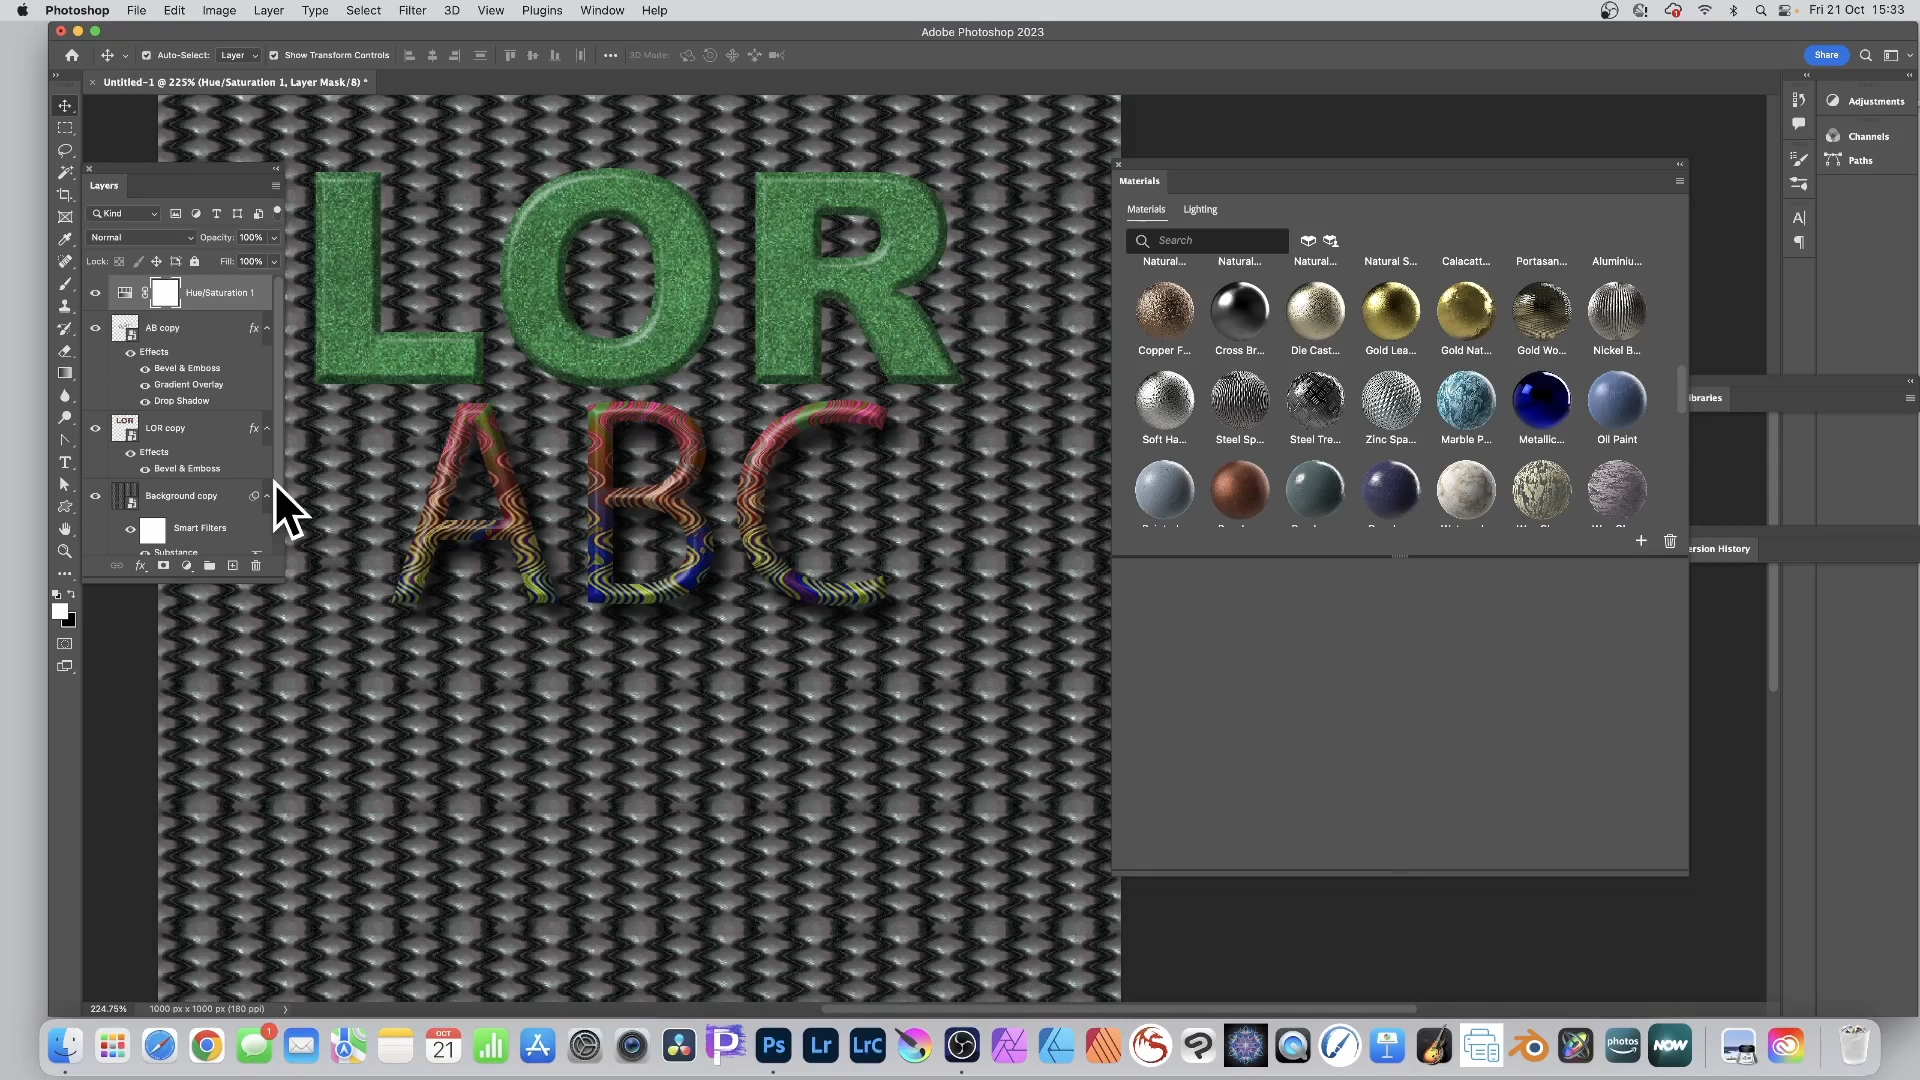 Photoshop File Edit Image Layer Type Select Filter 3D View Plugins Window Help Fri 21 Oct 15:33
Adobe Photoshop 2023
Auto-Select: Layer Show Transform Controls 3D Mode: Share
Untitled-1 @ 225% (Hue/Saturation 1, Layer Mask/8) *
Adjustments
Channels
Paths
Layers
Kind
Normal Opacity: 100%
Lock: Fill: 100%
Hue/Saturation 1
AB copy fx
Effects
Bevel & Emboss
Gradient Overlay
Drop Shadow
LOR copy fx
Effects
Bevel & Emboss
Background copy
Smart Filters
Substance
LOR
ABC
Materials
Materials Lighting
Search
Natural... Natural... Natural... Natural S... Calacatt... Portasan... Aluminiu...
Copper F... Cross Br... Die Cast... Gold Lea... Gold Nat... Gold Wo... Nickel B...
Soft Ha... Steel Sp... Steel Tre... Zinc Spa... Marble P... Metallic... Oil Paint
ibraries
ersion History
224.75% 1000 px x 1000 px (180 ppi)
1
OCT
21
Ps Lr LrC
photos
NOW